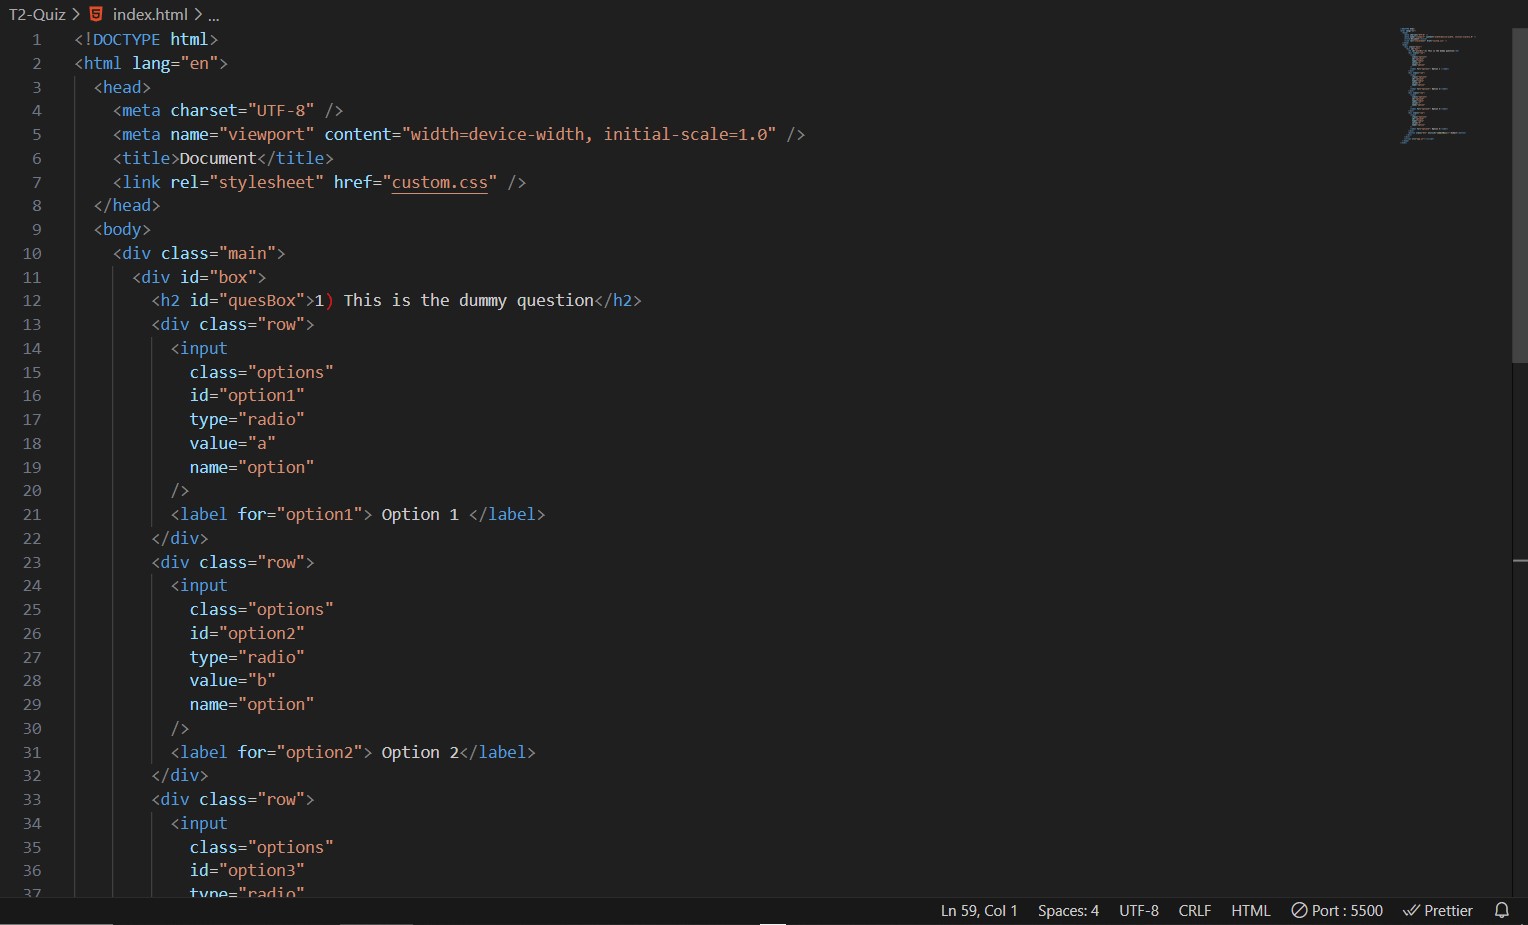 T2-Quiz > index.html > ...
1 <!DOCTYPE html>
2 <html lang="en">
3 <head>
4 <meta charset="UTF-8" />
5 <meta name="viewport" content="width=device-width, initial-scale=1.0" />
6 <title>Document</title>
7 <link rel="stylesheet" href="custom.css" />
8 </head>
9 <body>
10 <div class="main">
11 <div id="box">
12 <h2 id="quesBox">1) This is the dummy question</h2>
13 <div class="row">
14 <input
15 class="options"
16 id="option1"
17 type="radio"
18 value="a"
19 name="option"
20 />
21 <label for="option1"> Option 1 </label>
22 </div>
23 <div class="row">
24 <input
25 class="options"
26 id="option2"
27 type="radio"
28 value="b"
29 name="option"
30 />
31 <label for="option2"> Option 2</label>
32 </div>
33 <div class="row">
34 <input
35 class="options"
36 id="option3"
37 type="radio"
Ln 59, Col 1 Spaces: 4 UTF-8 CRLF HTML Port : 5500 Prettier